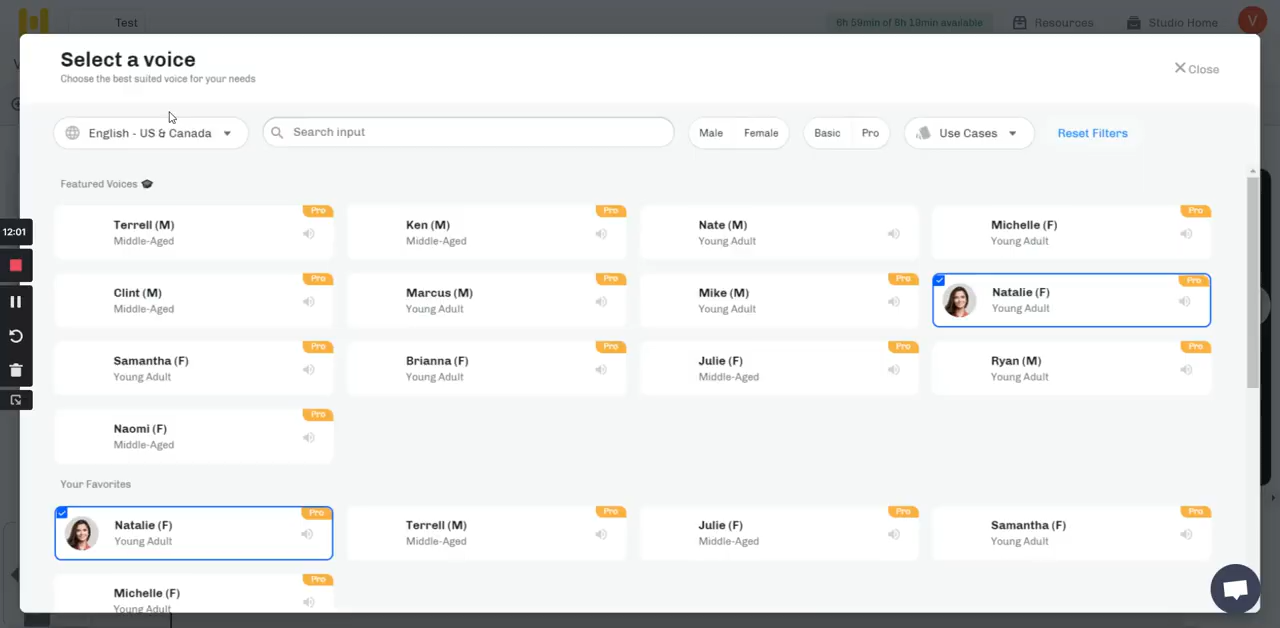 Test
6h 59min of 8h 13min available
Resources
Studio Home
V
Select a voice
Choose the best suited voice for your needs
Close
English - US & Canada
Search input
Male
Female
Basic
Pro
Use Cases
Reset Filters
Featured Voices
Terrell (M)
Middle-Aged
Pro
Ken (M)
Middle-Aged
Pro
Nate (M)
Young Adult
Michelle (F)
Young Adult
Pro
12:01
Clint (M)
Middle-Aged
Pro
Marcus (M)
Young Adult
Pro
Mike (M)
Young Adult
Pro
Natalie (F)
Young Adult
Pro
Samantha (F)
Young Adult
Pro
Brianna (F)
Young Adult
Pro
Julie (F)
Middle-Aged
Pro
Ryan (M)
Young Adult
Pro
Naomi (F)
Middle-Aged
Pro
Your Favorites
Natalie (F)
Young Adult
Pro
Terrell (M)
Middle-Aged
Pro
Julie (F)
Middle-Aged
Pro
Samantha (F)
Young Adult
Pro
Michelle (F)
Young Adult
Pro